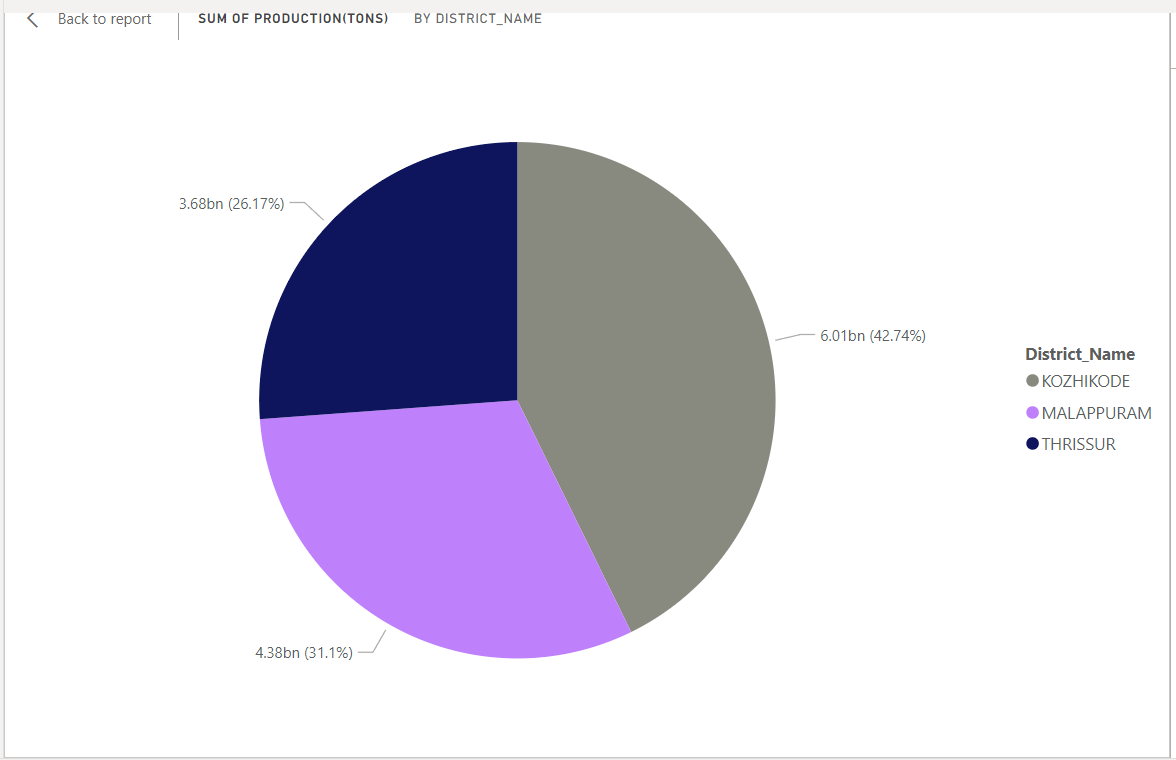 Back to report
SUM OF PRODUCTION(TONS) BY DISTRICT_NAME
3.68bn (26.17%)
6.01bn (42.74%)
4.38bn (31.1%)
District_Name
KOZHIKODE
MALAPPURAM
THRISSUR